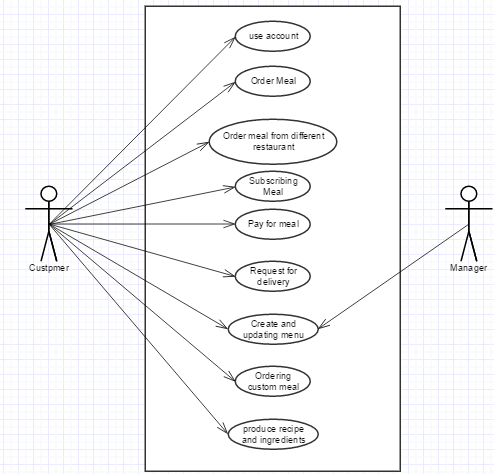 use account
Order Meal
Order meal from different
restaurant
Subscribing
Meal
Pay for meal
Request for
delivery
Create and
updating menu
Ordering
custom meal
produce recipe
and ingredients
Custpmer
Manager